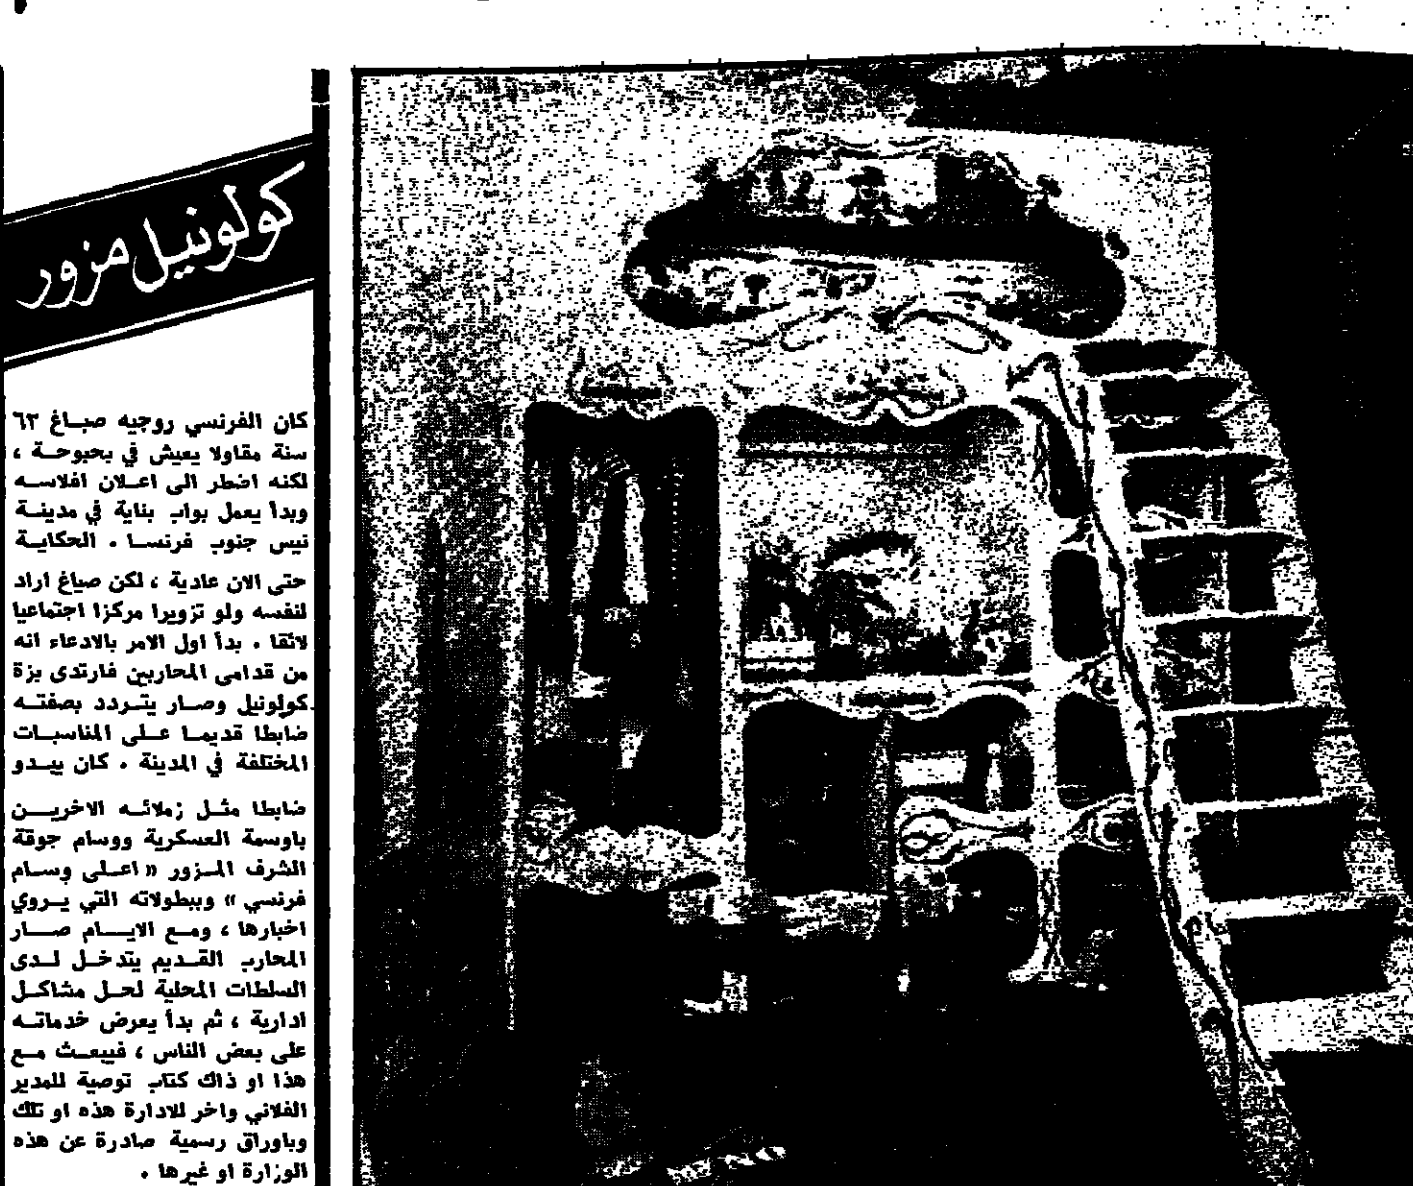 كولونيل مزور
كان الفرنسي روجيه صباغ ٦٣
سنة مقاولا يعيش في بحبوحة ،
لكنه اضطر الى اعلان افلاسه
وبدأ يعمل بواب بناية في مدينة
نيس جنوب فرنسا . الحكاية
حتى الان عادية ، لكن صباغ اراد
لنفسه ولو تزويرا مركزا اجتماعيا
لائقا . بدأ اول الامر بالادعاء انه
من قدامى المحاربين فارتدى بزة
كولونيل وصار يتردد بصفته
ضابطا قديما على المناسبات
المختلفة في المدينة . كان يبدو
ضابطا مثل زملائه الاخرين
باوسمة العسكرية ووسام جوقة
الشرف المزور « اعلى وسام
فرنسي » وببطولاته التي يروي
اخبارها ، ومع الايام صار
المحارب القديم يتدخل لدى
السلطات المحلية لحل مشاكل
ادارية ، ثم بدأ يعرض خدماته
على بعض الناس ، فيبعث مع
هذا او ذاك كتاب توصية للمدير
الفلاني واخر للادارة هذه او تلك
وباوراق رسمية صادرة عن هذه
الوزارة او غيرها .